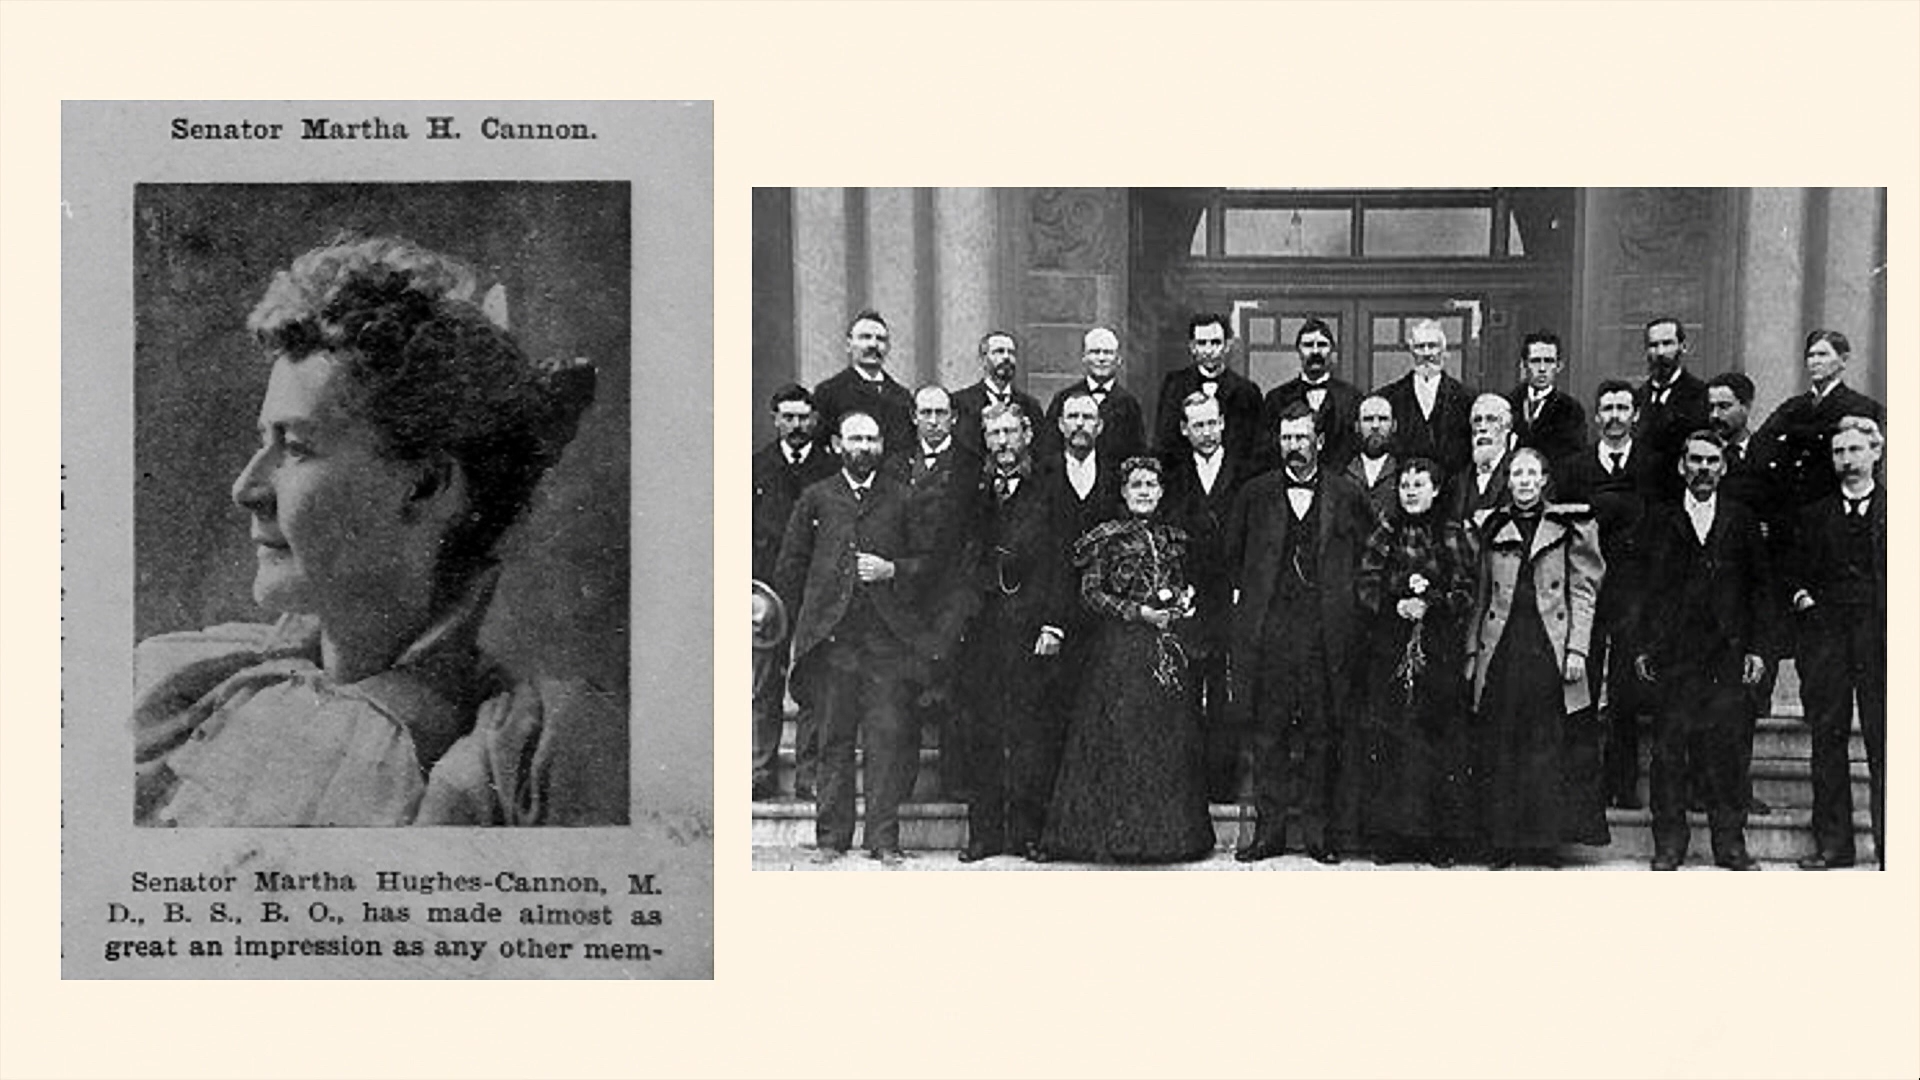 Senator Martha H. Cannon.
Senator Martha Hughes-Cannon, M.
D., B. S., B. O., has made almost as
great an impression as any other mem-